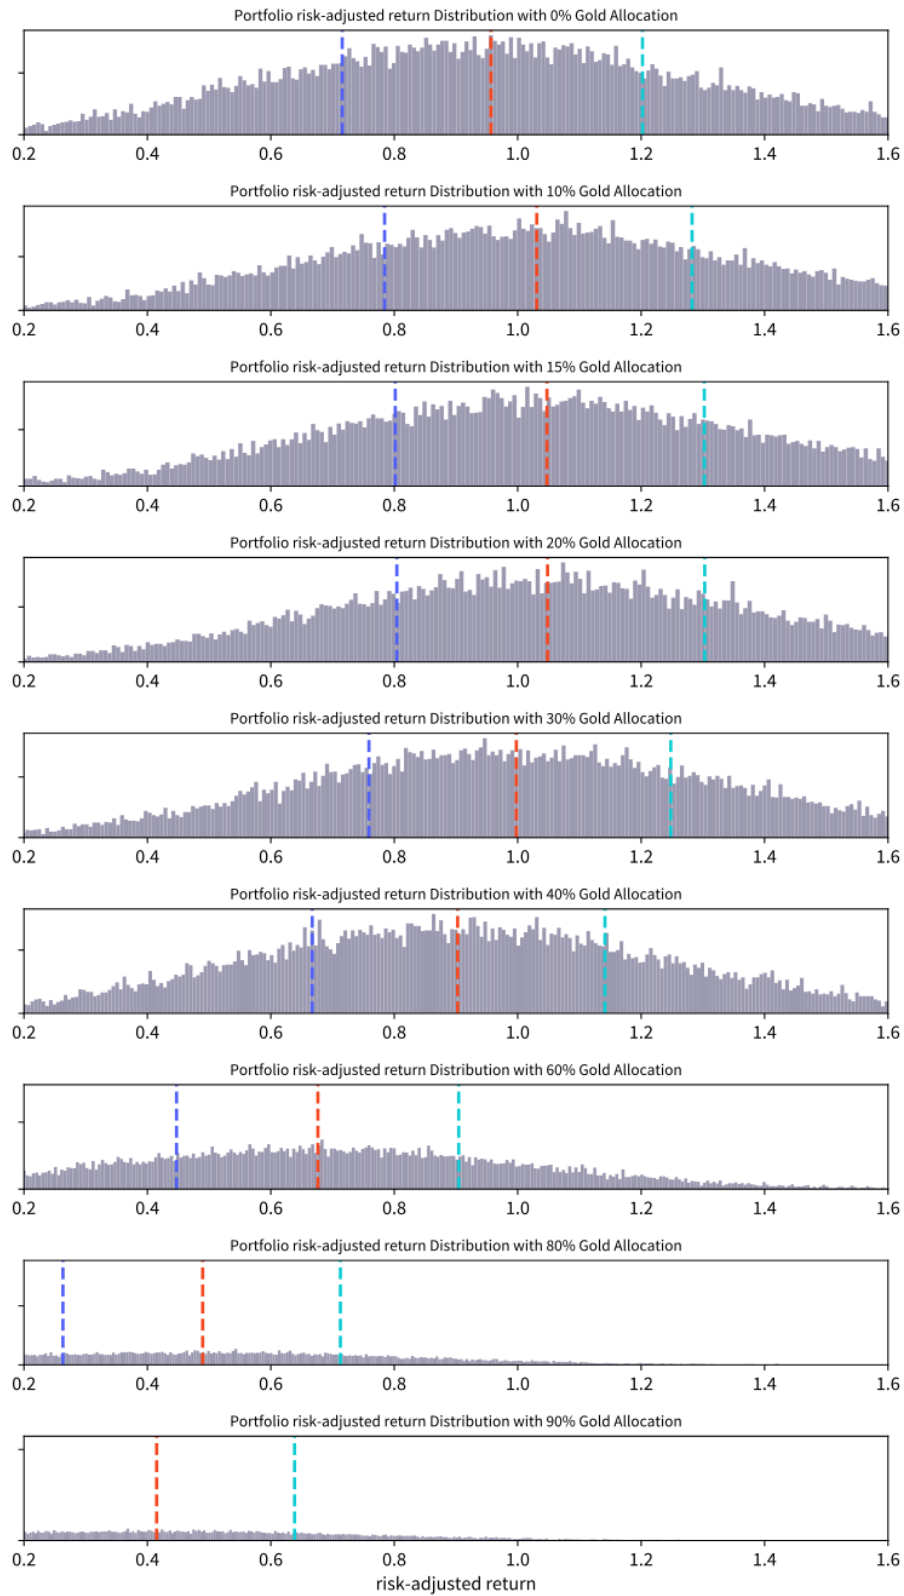 Portfolio risk-adjusted return Distribution with 0% Gold Allocation
0.2 0.4 0.6 0.8 1.0 1.2 1.4 1.6
Portfolio risk-adjusted return Distribution with 10% Gold Allocation
0.2 0.4 0.6 0.8 1.0 1.2 1.4 1.6
Portfolio risk-adjusted return Distribution with 15% Gold Allocation
0.2 0.4 0.6 0.8 1.0 1.2 1.4 1.6
Portfolio risk-adjusted return Distribution with 20% Gold Allocation
0.2 0.4 0.6 0.8 1.0 1.2 1.4 1.6
Portfolio risk-adjusted return Distribution with 30% Gold Allocation
0.2 0.4 0.6 0.8 1.0 1.2 1.4 1.6
Portfolio risk-adjusted return Distribution with 40% Gold Allocation
0.2 0.4 0.6 0.8 1.0 1.2 1.4 1.6
Portfolio risk-adjusted return Distribution with 60% Gold Allocation
0.2 0.4 0.6 0.8 1.0 1.2 1.4 1.6
Portfolio risk-adjusted return Distribution with 80% Gold Allocation
0.2 0.4 0.6 0.8 1.0 1.2 1.4 1.6
Portfolio risk-adjusted return Distribution with 90% Gold Allocation
0.2 0.4 0.6 0.8 1.0 1.2 1.4 1.6
risk-adjusted return